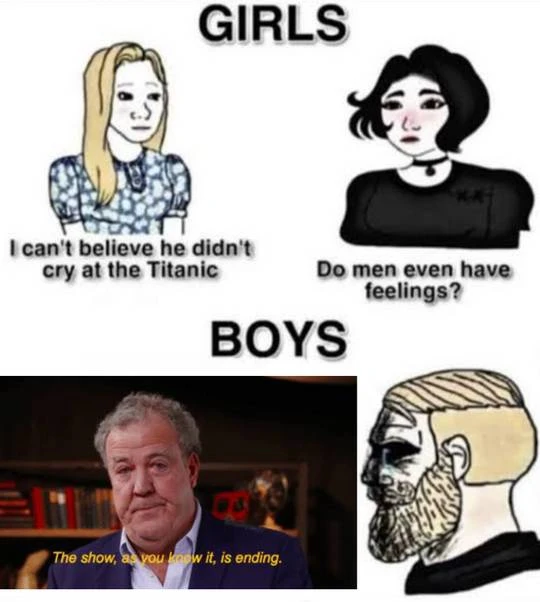 GIRLS
I can't believe he didn't
cry at the Titanic
Do men even have
feelings?
BOYS
The show, as you know it, is ending.